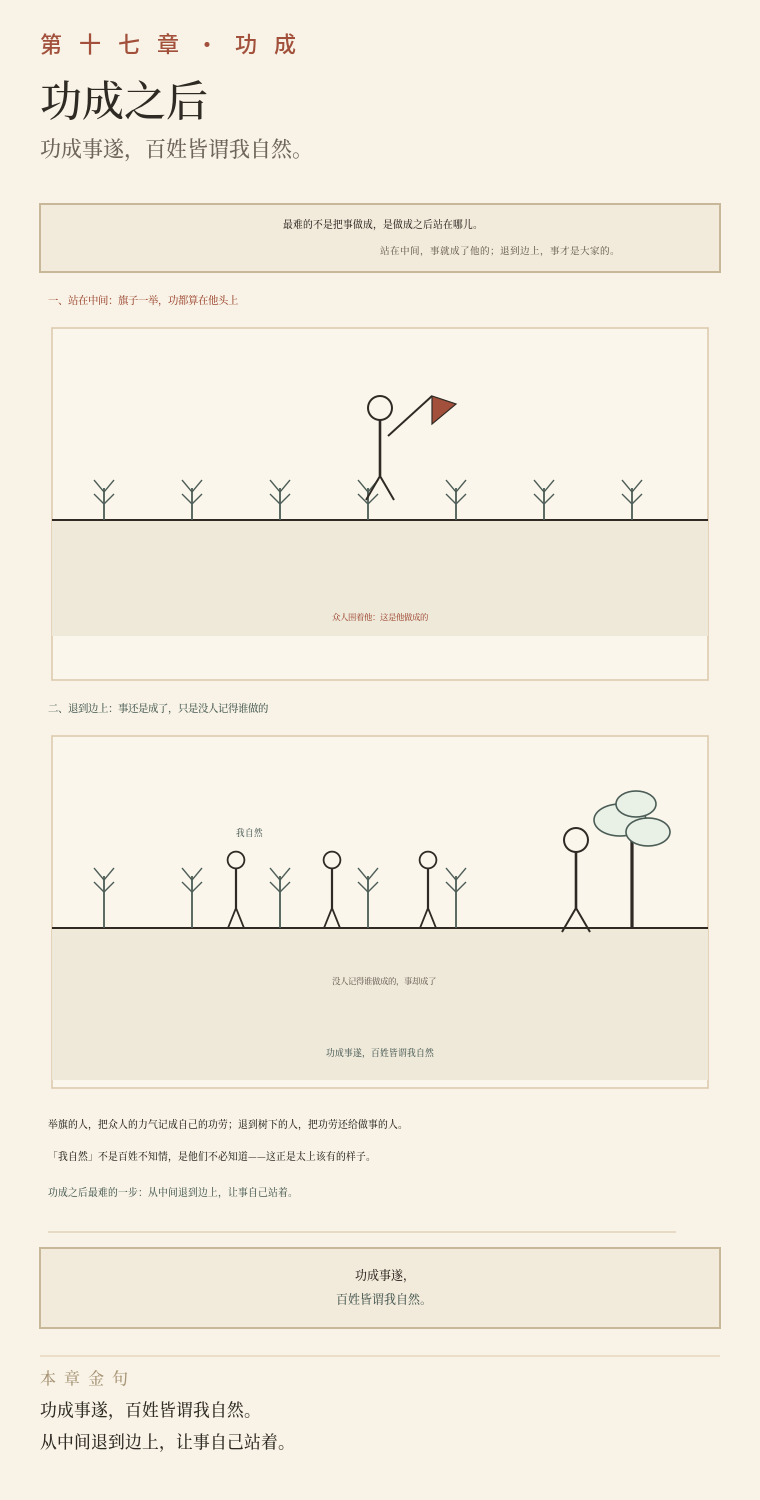 第十七章·功成
功成之后
功成事遂，百姓皆谓我自然。
最难的不是把事做成，是做成之后站在哪儿。
站在中间，事就成了他的；退到边上，事才是大家的。
一、站在中间：旗子一举，功都算在他头上
众人围着他：这是他做成的
二、退到边上：事还是成了，只是没人记得谁做的
我自然
没人记得谁做成的，事却成了
功成事遂，百姓皆谓我自然
举旗的人，把众人的力气记成自己的功劳；退到树下的人，把功劳还给做事的人。
「我自然」不是百姓不知情，是他们不必知道——这正是太上该有的样子。
功成之后最难的一步：从中间退到边上，让事自己站着。
功成事遂，
百姓皆谓我自然。
本章金句
功成事遂，百姓皆谓我自然。
从中间退到边上，让事自己站着。